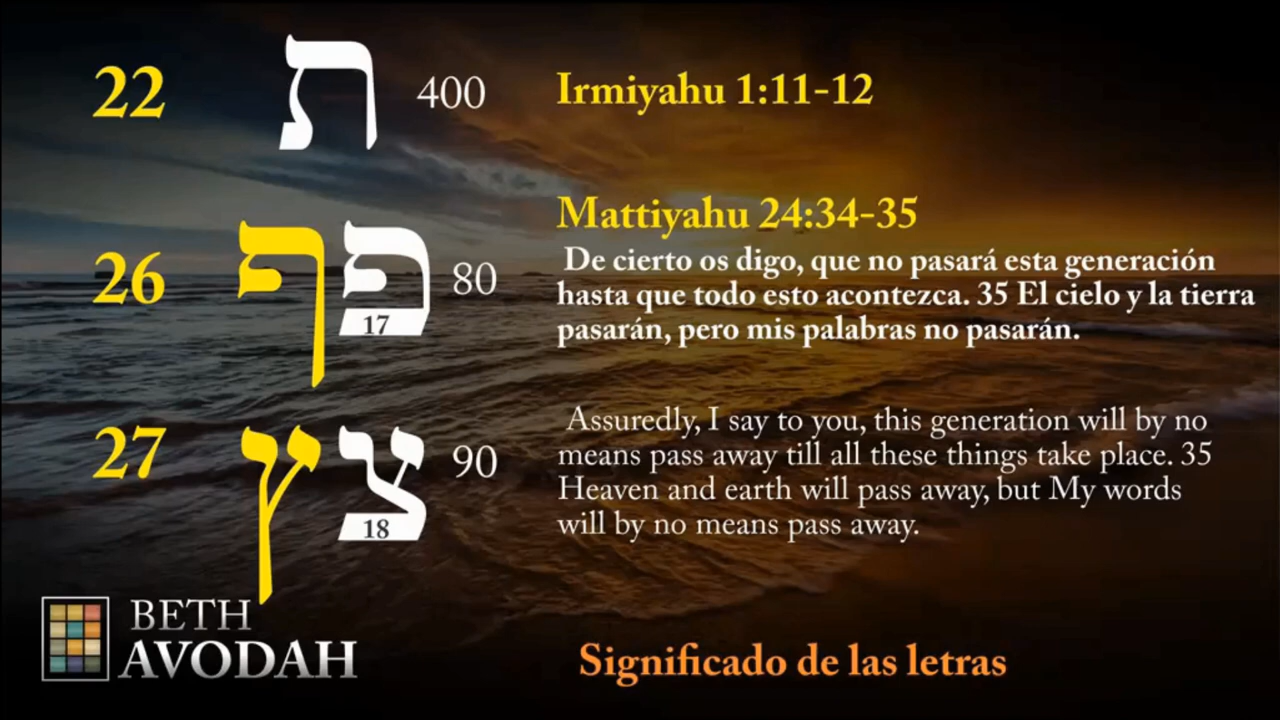 22 ת 400
Irmiyahu 1:11-12
26 ף פ 80
17
Mattiyahu 24:34-35
De cierto os digo, que no pasará esta generación
hasta que todo esto acontezca. 35 El cielo y la tierra
pasarán, pero mis palabras no pasarán.
27 ץ צ 90
18
Assuredly, I say to you, this generation will by no
means pass away till all these things take place. 35
Heaven and earth will pass away, but My words
will by no means pass away.
BETH
AVODAH
Significado de las letras